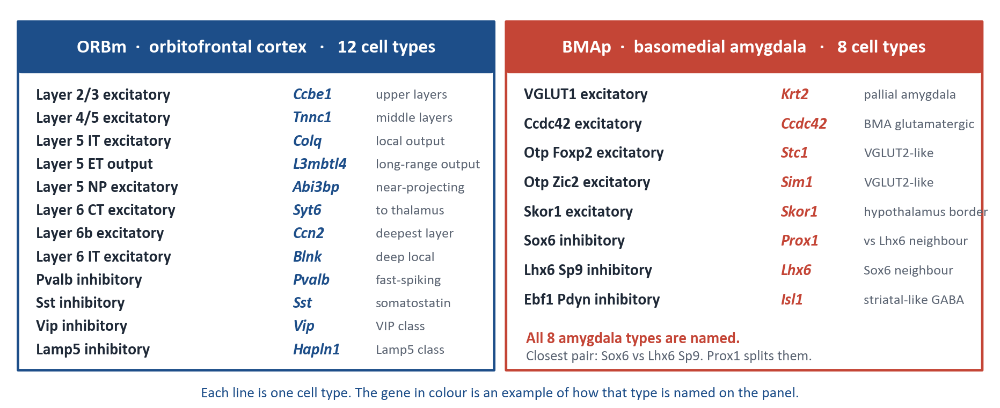 ORBm · orbitofrontal cortex · 12 cell types
Layer 2/3 excitatory Ccbe1 upper layers
Layer 4/5 excitatory Tnnc1 middle layers
Layer 5 IT excitatory Colq local output
Layer 5 ET output L3mbtl4 long-range output
Layer 5 NP excitatory Abi3bp near-projecting
Layer 6 CT excitatory Syt6 to thalamus
Layer 6b excitatory Ccn2 deepest layer
Layer 6 IT excitatory Blnk deep local
Pvalb inhibitory Pvalb fast-spiking
Sst inhibitory Sst somatostatin
Vip inhibitory Vip VIP class
Lamp5 inhibitory Hapln1 Lamp5 class
BMAp · basomedial amygdala · 8 cell types
VGLUT1 excitatory Krt2 pallial amygdala
Ccdc42 excitatory Ccdc42 BMA glutamatergic
Otp Foxp2 excitatory Stc1 VGLUT2-like
Otp Zic2 excitatory Sim1 VGLUT2-like
Skor1 excitatory Skor1 hypothalamus border
Sox6 inhibitory Prox1 vs Lhx6 neighbour
Lhx6 Sp9 inhibitory Lhx6 Sox6 neighbour
Ebf1 Pdyn inhibitory Isl1 striatal-like GABA
All 8 amygdala types are named.
Closest pair: Sox6 vs Lhx6 Sp9. Prox1 splits them.
Each line is one cell type. The gene in colour is an example of how that type is named on the panel.